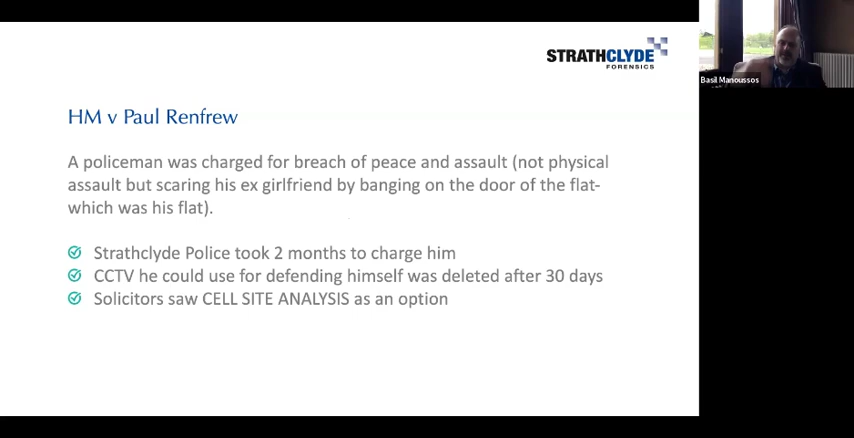 STRATHCLYDE
FORENSICS
Basil Manoussos
HM v Paul Renfrew
A policeman was charged for breach of peace and assault (not physical
assault but scaring his ex girlfriend by banging on the door of the flat-
which was his flat).
Strathclyde Police took 2 months to charge him
CCTV he could use for defending himself was deleted after 30 days
Solicitors saw CELL SITE ANALYSIS as an option